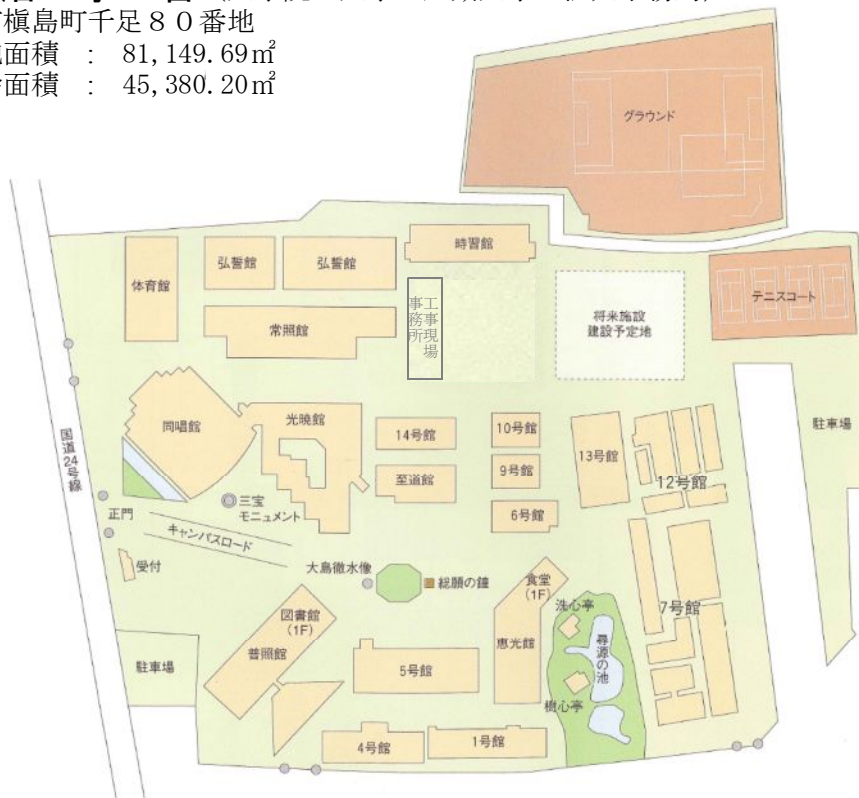 槇島町千足８０番地
面積 ： 81,149.69㎡
面積 ： 45,380.20㎡
グラウンド
時習館
弘誓館
弘誓館
体育館
テニスコート
将来施設
建設予定地
工事現場
事務所
常照館
駐車場
同唱館
光暁館
14号館
10号館
13号館
国道24号線
至道館
9号館
12号館
三宝
モニュメント
6号館
正門
キャンパスロード
受付
大島徹水像
総願の鐘
食堂
(1F)
洗心亭
7号館
図書館
(1F)
恵光館
尋源の池
普照館
駐車場
5号館
樹心亭
4号館
1号館